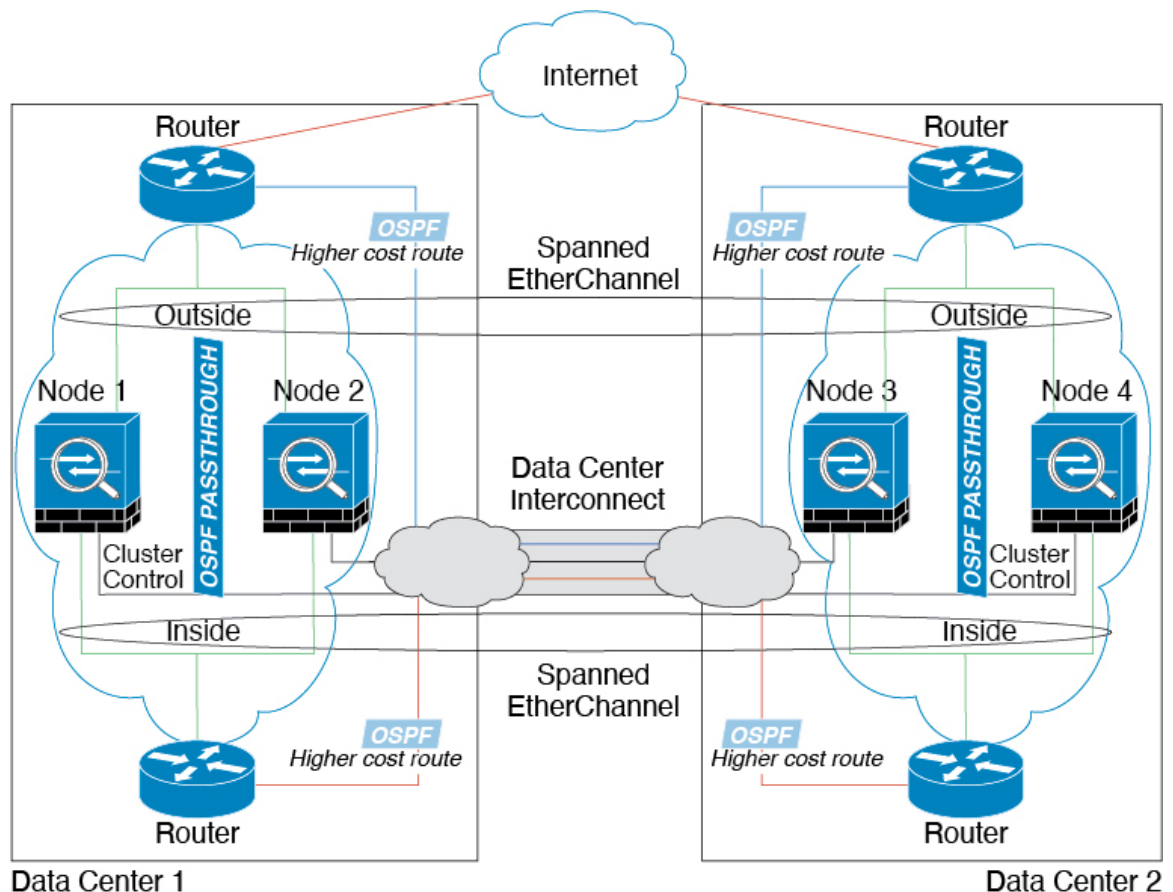 Internet
Router
Router
OSPF
Higher cost route
Spanned
EtherChannel
OSPF
Higher cost route
Outside
Outside
Node 1
OSPF PASSTHROUGH
Node 2
Node 3
OSPF PASSTHROUGH
Node 4
Data Center
Interconnect
Cluster
Control
Cluster
Control
Inside
Inside
Spanned
EtherChannel
OSPF
Higher cost route
OSPF
Higher cost route
Router
Router
Data Center 1
Data Center 2